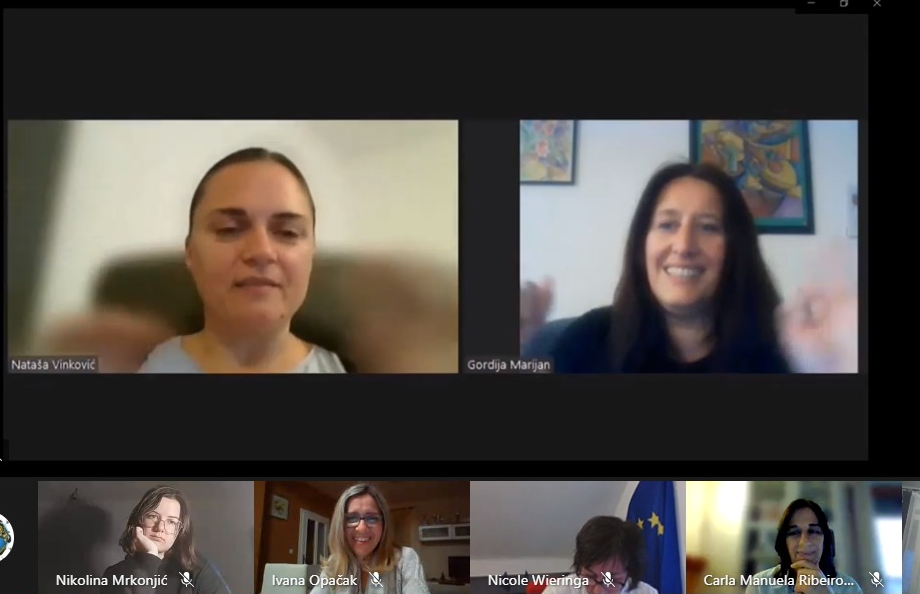 Nataša Vinković
Gordija Marijan
Nikolina Mrkonjić
Ivana Opačak
Nicole Wieringa
Carla Manuela Ribeiro...